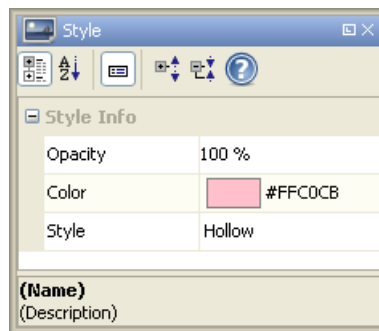 Style
A
Z
?
Style Info
Opacity 100 %
Color #FFC0CB
Style Hollow
(Name)
(Description)